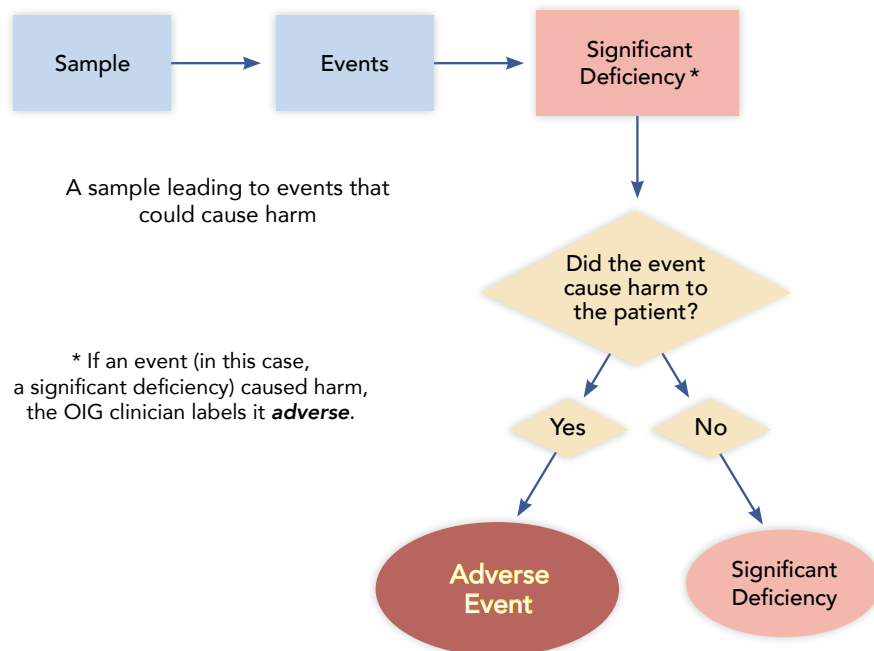 Sample
Events
Significant
Deficiency *
A sample leading to events that
could cause harm
Did the event
cause harm to
the patient?
* If an event (in this case,
a significant deficiency) caused harm,
the OIG clinician labels it adverse.
Yes
No
Adverse
Event
Significant
Deficiency